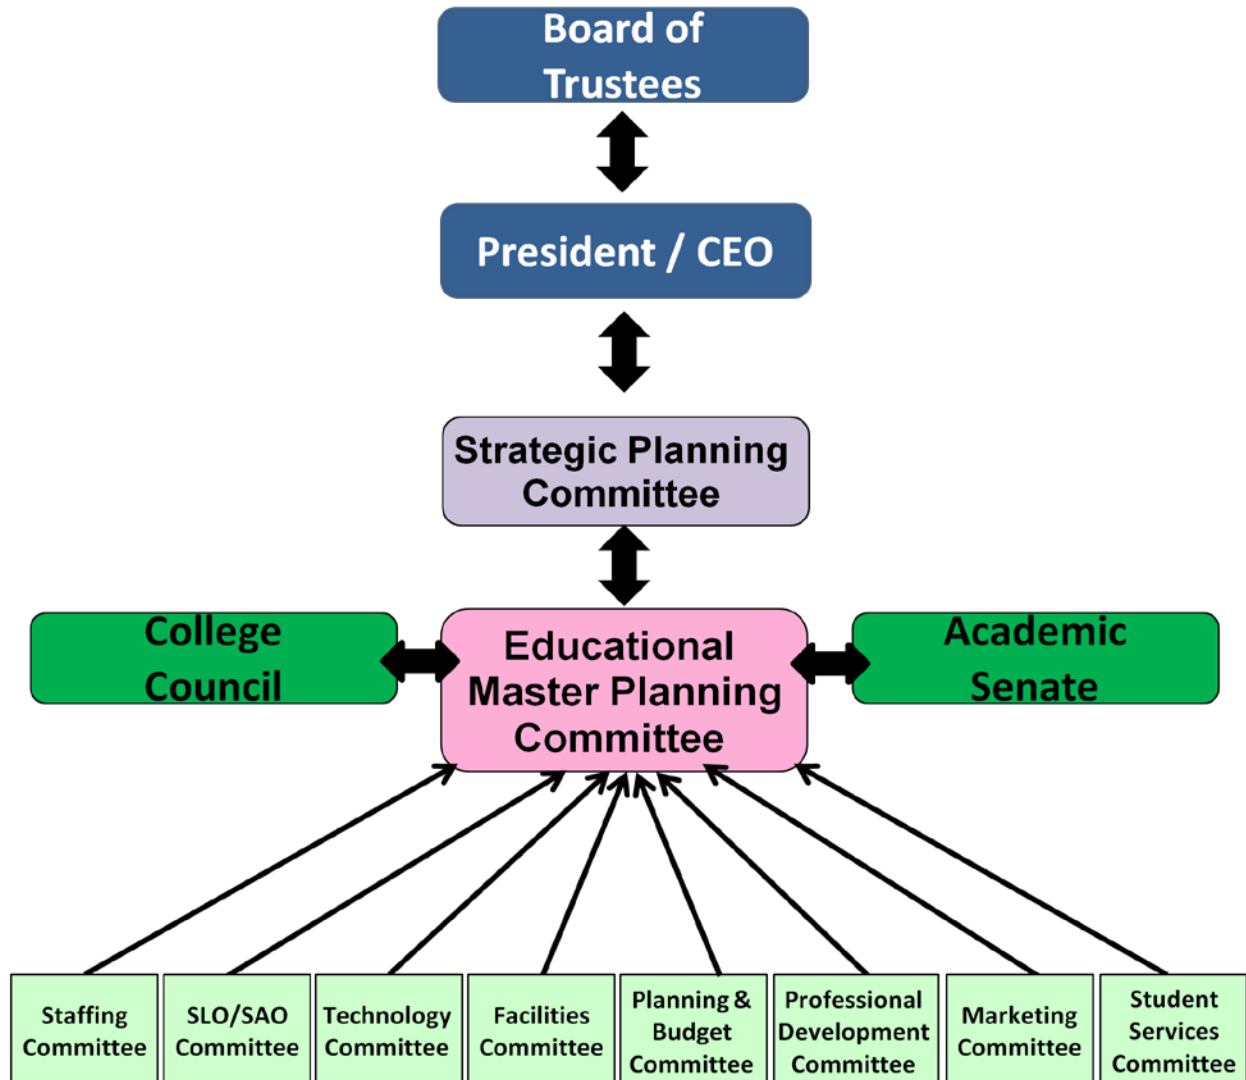 Board of
Trustees
President / CEO
Strategic Planning
Committee
College
Council
Educational
Master Planning
Committee
Academic
Senate
Staffing
Committee
SLO/SAO
Committee
Technology
Committee
Facilities
Committee
Planning &
Budget
Committee
Professional
Development
Committee
Marketing
Committee
Student
Services
Committee